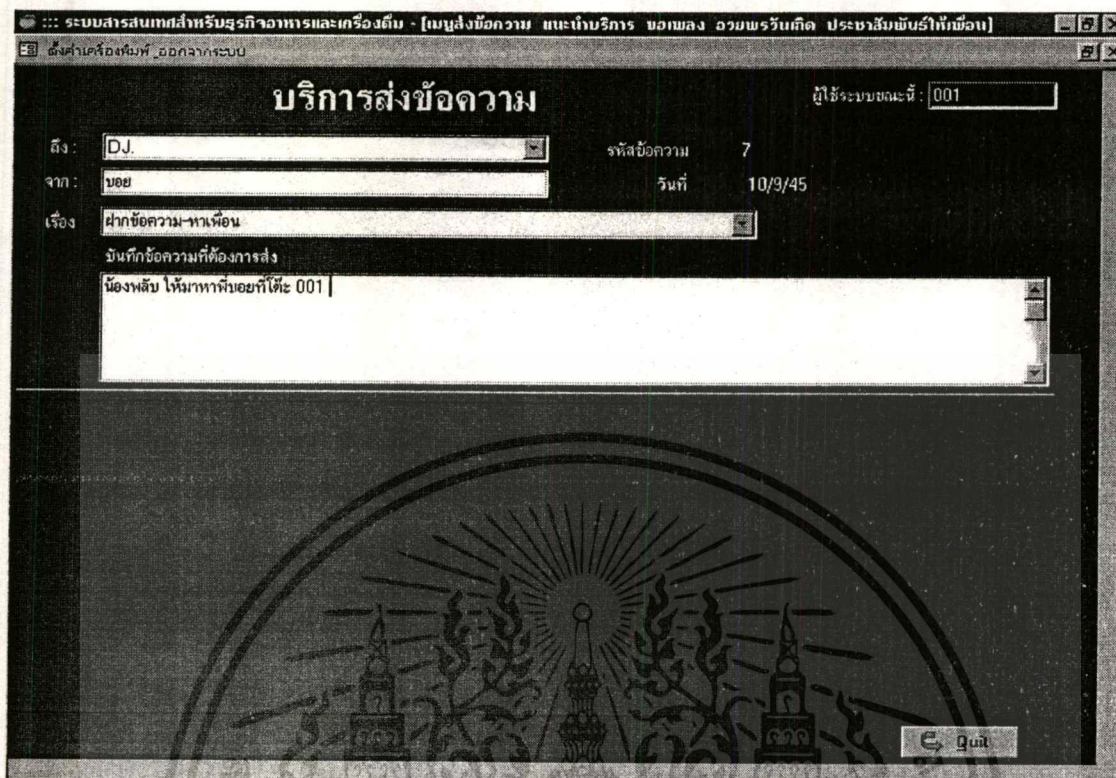 ::: ระบบสารสนเทศสำหรับธุรกิจอาหารและเครื่องดื่ม - [เมนูส่งข้อความ แนะนำบริการ ขอเพลง อวยพรวันเกิด ประชาสัมพันธ์ให้เพื่อน]
ตั้งค่าเครื่องพิมพ์ ออกจากระบบ
บริการส่งข้อความ
ผู้ใช้ระบบขณะนี้ : 001
ถึง : DJ.
รหัสข้อความ 7
จาก : บอย
วันที่ 10/9/45
เรื่อง ฝากข้อความ-หาเพื่อน
บันทึกข้อความที่ต้องการส่ง
น้องพลับ ให้มาหาพี่บอยที่โต๊ะ 001
Quit